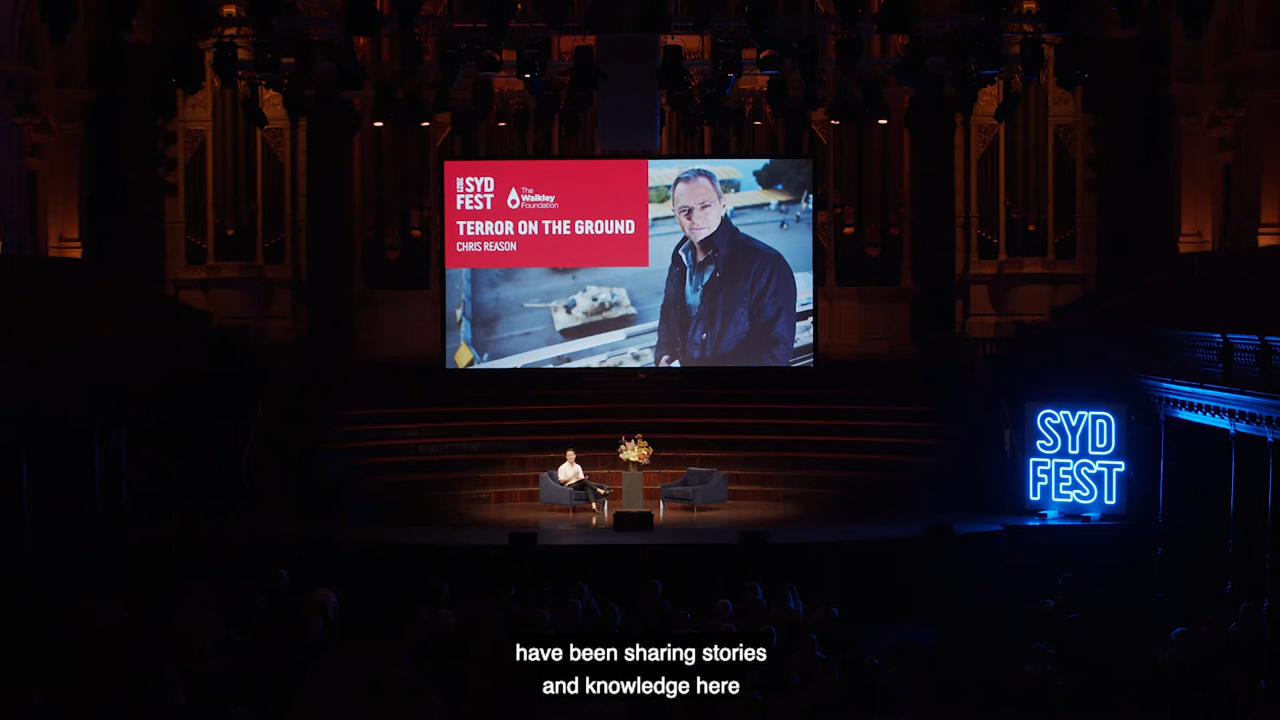 2021 SYD
FEST
The
Walkley
Foundation
TERROR ON THE GROUND
CHRIS REASON
SYD
FEST
have been sharing stories
and knowledge here